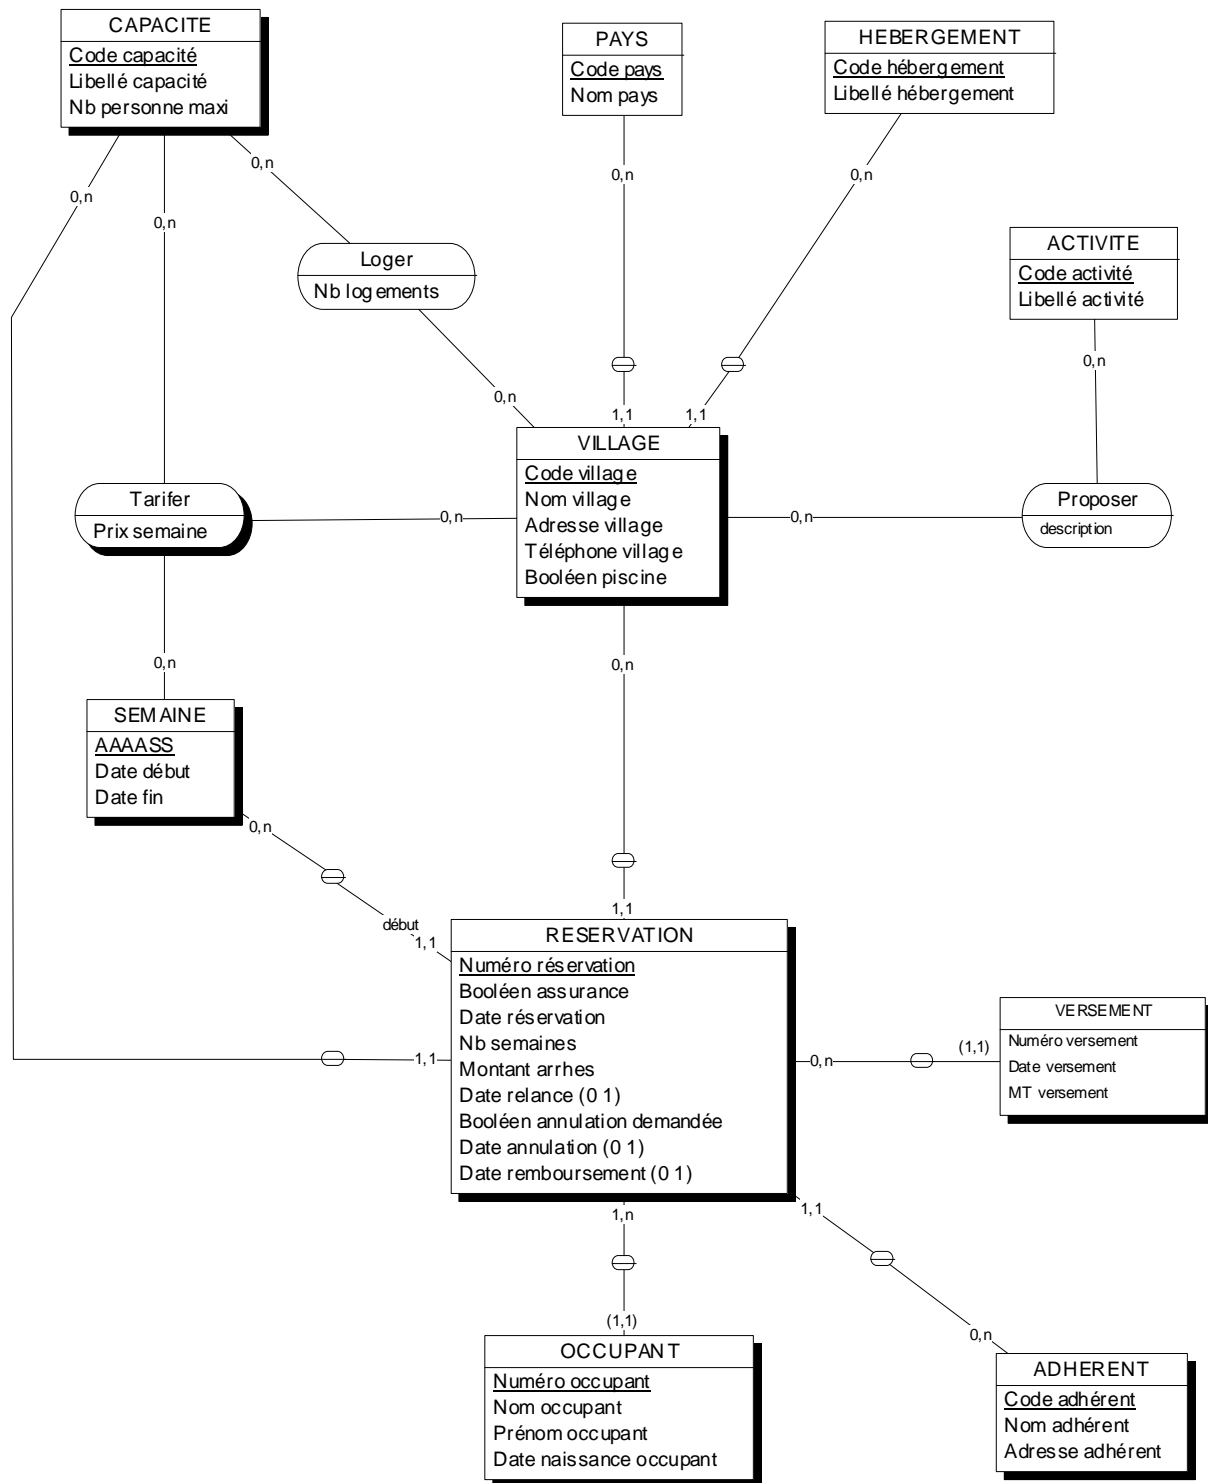 CAPACITE
Code capacité
Libellé capacité
Nb personne maxi
PAYS
Code pays
Nom pays
HEBERGEMENT
Code hébergement
Libellé hébergement
0,n
0,n
0,n
0,n
0,n
ACTIVITE
Code activité
Libellé activité
Loger
Nb logements
0,n
0,n
1,1
1,1
VILLAGE
Code village
Nom village
Adresse village
Téléphone village
Booléen piscine
Tarifer
Prix semaine
0,n
0,n
Proposer
description
0,n
0,n
SEMAINE
AAAASS
Date début
Date fin
0,n
début
1,1
1,1
RESERVATION
Numéro réservation
Booléen assurance
Date réservation
Nb semaines
Montant arrhes
Date relance (0 1)
Booléen annulation demandée
Date annulation (0 1)
Date remboursement (0 1)
1,1
0,n
(1,1)
VERSEMENT
Numéro versement
Date versement
MT versement
1,n
1,1
(1,1)
0,n
OCCUPANT
Numéro occupant
Nom occupant
Prénom occupant
Date naissance occupant
ADHERENT
Code adhérent
Nom adhérent
Adresse adhérent